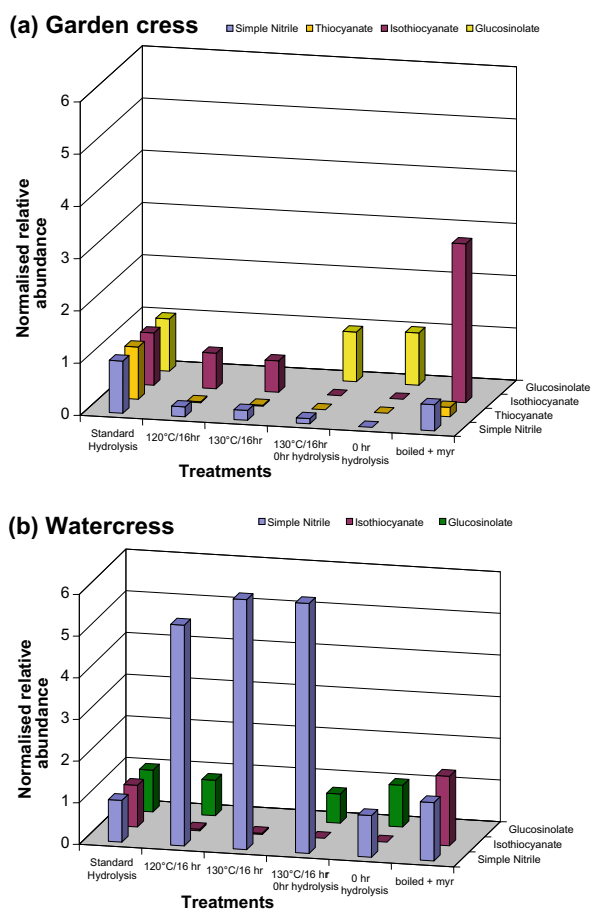 (a) Garden cress
Simple Nitrile Thiocyanate Isothiocyanate Glucosinolate
6
5
4
3
2
1
0
Normalised relative
abundance
Standard
Hydrolysis
120°C/16hr
130°C/16hr
130°C/16hr
0hr hydrolysis
0 hr
hydrolysis
boiled + myr
Glucosinolate
Isothiocyanate
Thiocyanate
Simple Nitrile
Treatments
(b) Watercress
Simple Nitrile Isothiocyanate Glucosinolate
6
5
4
3
2
1
0
Normalised relative
abundance
Standard
Hydrolysis
120°C/16 hr
130°C/16 hr
130°C/16 hr
0hr hydrolysis
0 hr
hydrolysis
boiled + myr
Glucosinolate
Isothiocyanate
Simple Nitrile
Treatments